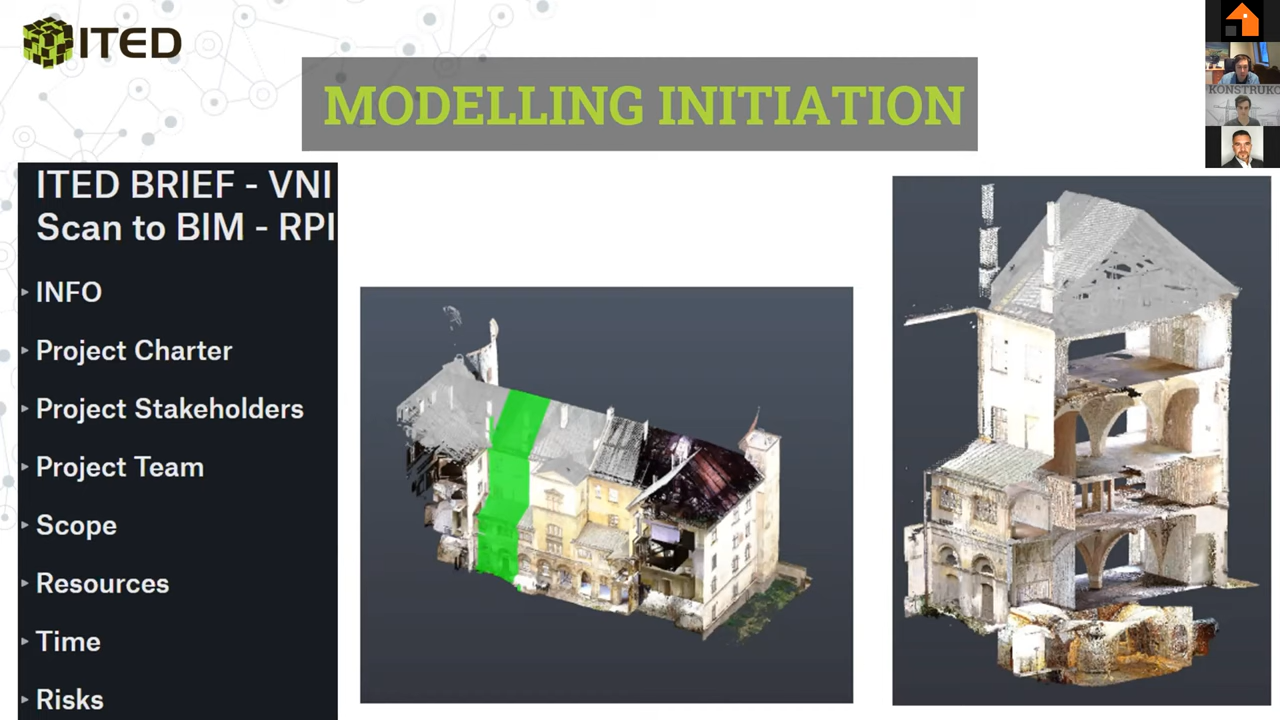 ITED
MODELLING INITIATION
KONSTRUKC
ITED BRIEF - VNI
Scan to BIM - RPI
INFO
Project Charter
Project Stakeholders
Project Team
Scope
Resources
Time
Risks